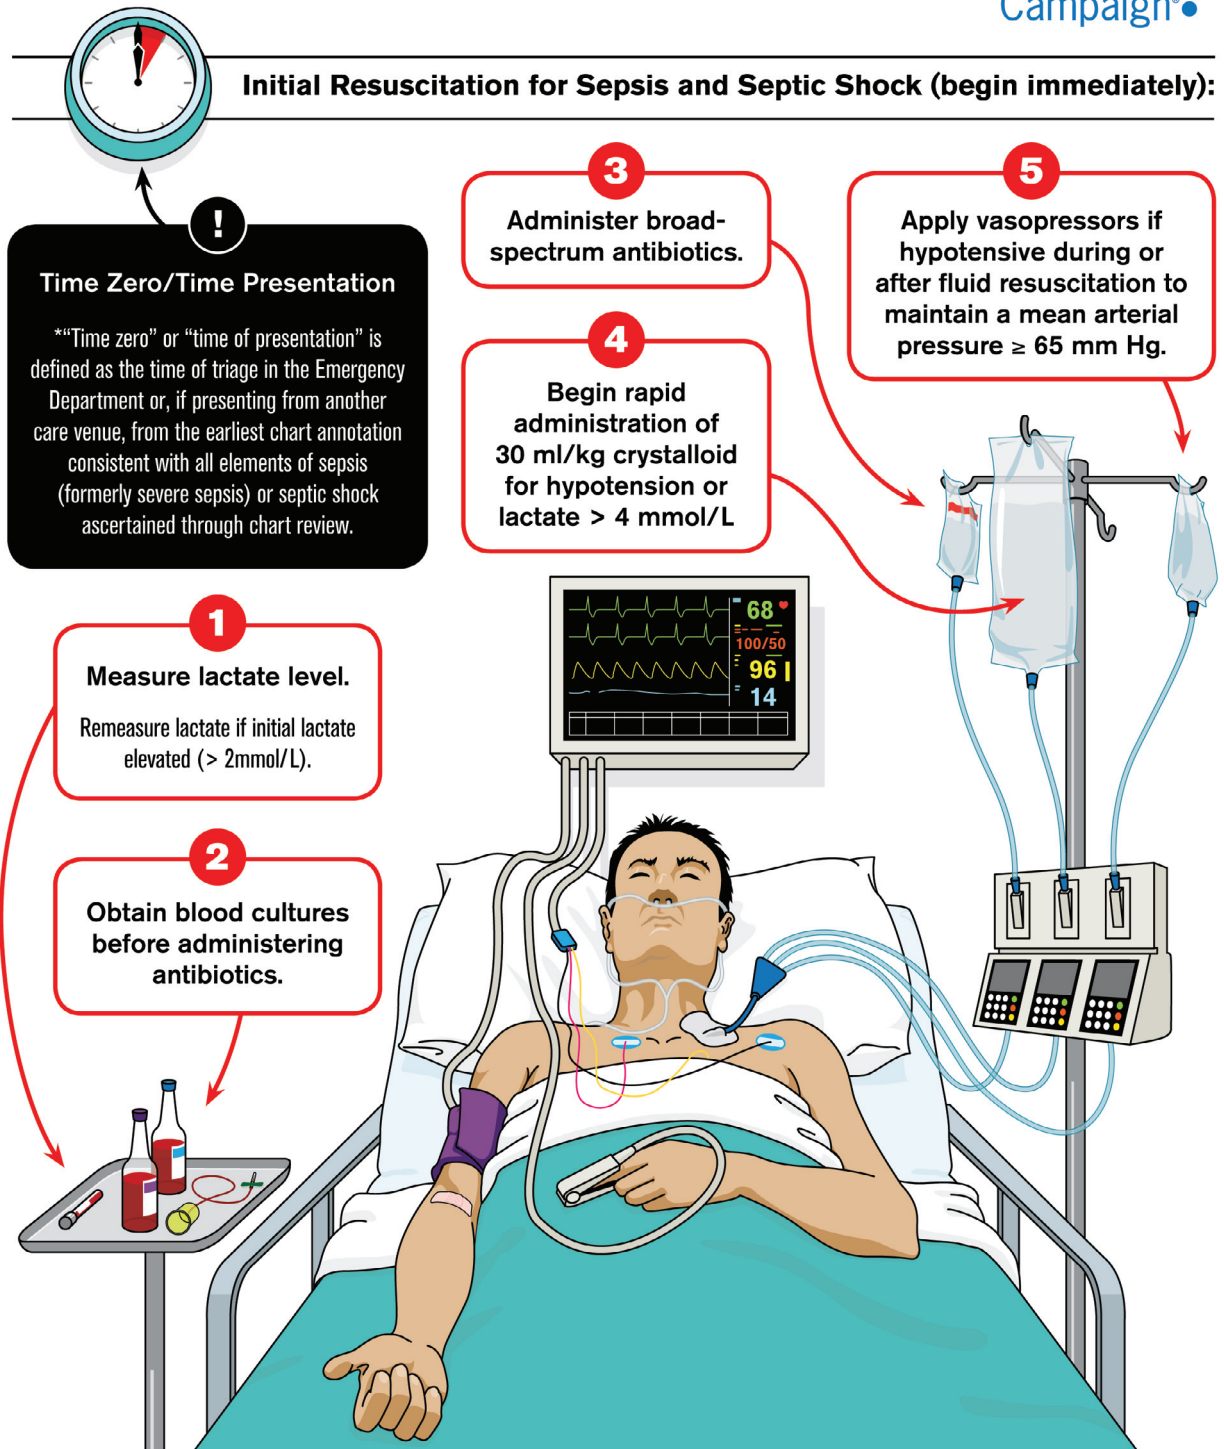 Campaign®
Initial Resuscitation for Sepsis and Septic Shock (begin immediately):
!
Time Zero/Time Presentation
*“Time zero” or “time of presentation” is
defined as the time of triage in the Emergency
Department or, if presenting from another
care venue, from the earliest chart annotation
consistent with all elements of sepsis
(formerly severe sepsis) or septic shock
ascertained through chart review.
1
Measure lactate level.
Remeasure lactate if initial lactate
elevated (> 2mmol/L).
2
Obtain blood cultures
before administering
antibiotics.
3
Administer broad-
spectrum antibiotics.
4
Begin rapid
administration of
30 ml/kg crystalloid
for hypotension or
lactate > 4 mmol/L
5
Apply vasopressors if
hypotensive during or
after fluid resuscitation to
maintain a mean arterial
pressure ≥ 65 mm Hg.
68
100/50
96
14